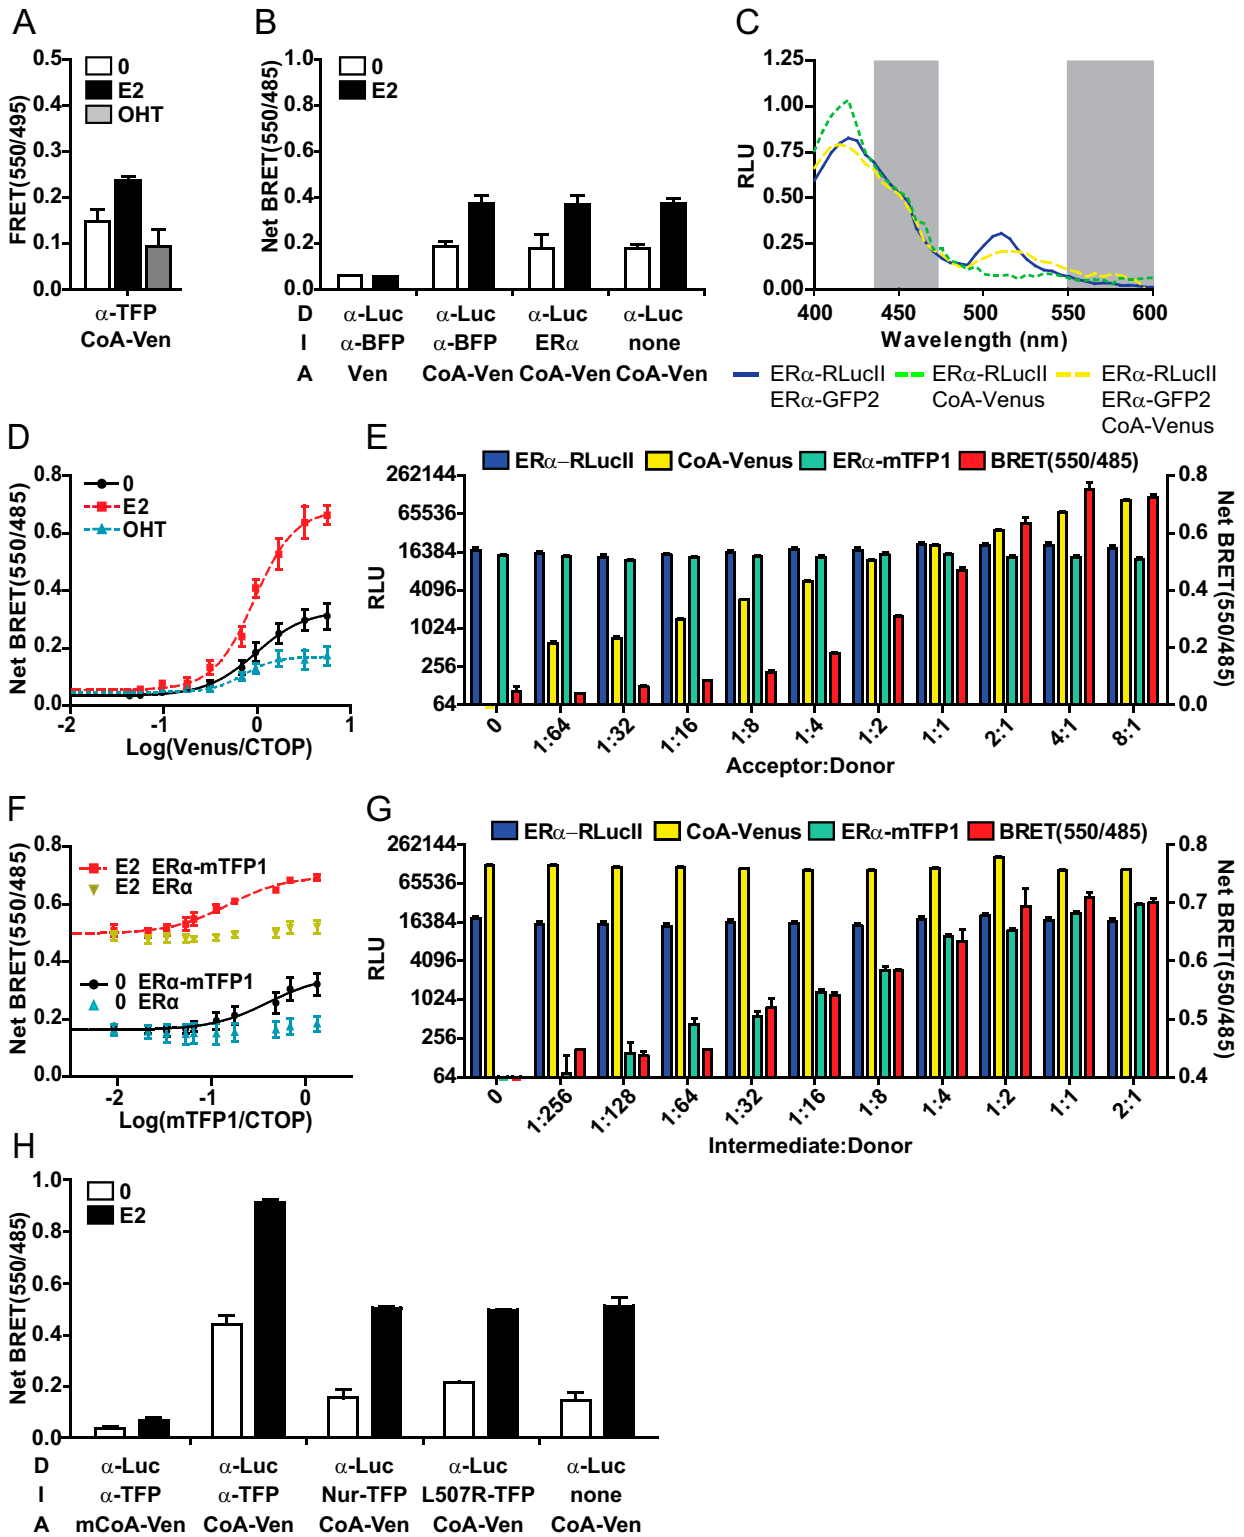 A
FRET(550/495)
0.5
0.4
0.3
0.2
0.1
0.0
0
E2
OHT
α-TFP
CoA-Ven
B
Net BRET(550/485)
1.0
0.8
0.6
0.4
0.2
0.0
0
E2
D α-Luc α-Luc α-Luc α-Luc
I α-BFP α-BFP ERα none
A Ven CoA-Ven CoA-Ven CoA-Ven
C
RLU
1.25
1.00
0.75
0.50
0.25
0.00
400 450 500 550 600
Wavelength (nm)
ERα-RLucII ERα-RLucII ERα-RLucII
ERα-GFP2 CoA-Venus ERα-GFP2
CoA-Venus
D
Net BRET(550/485)
0.8
0.6
0.4
0.2
0.0
0
E2
OHT
-2 -1 0 1
Log(Venus/CTOP)
E
ERα–RLucII CoA-Venus ERα-mTFP1 BRET(550/485)
RLU
262144
65536
16384
4096
1024
256
64
0.8
0.6
0.4
0.2
0.0
Net BRET(550/485)
0 1:64 1:32 1:16 1:8 1:4 1:2 1:1 2:1 4:1 8:1
Acceptor:Donor
F
Net BRET(550/485)
0.8
0.6
0.4
0.2
0.0
E2 ERα-mTFP1
E2 ERα
0 ERα-mTFP1
0 ERα
-2 -1 0
Log(mTFP1/CTOP)
G
ERα–RLucII CoA-Venus ERα-mTFP1 BRET(550/485)
RLU
262144
65536
16384
4096
1024
256
64
0.8
0.7
0.6
0.5
0.4
Net BRET(550/485)
0 1:256 1:128 1:64 1:32 1:16 1:8 1:4 1:2 1:1 2:1
Intermediate:Donor
H
Net BRET(550/485)
1.0
0.8
0.6
0.4
0.2
0.0
0
E2
D α-Luc α-Luc α-Luc α-Luc α-Luc
I α-TFP α-TFP Nur-TFP L507R-TFP none
A mCoA-Ven CoA-Ven CoA-Ven CoA-Ven CoA-Ven